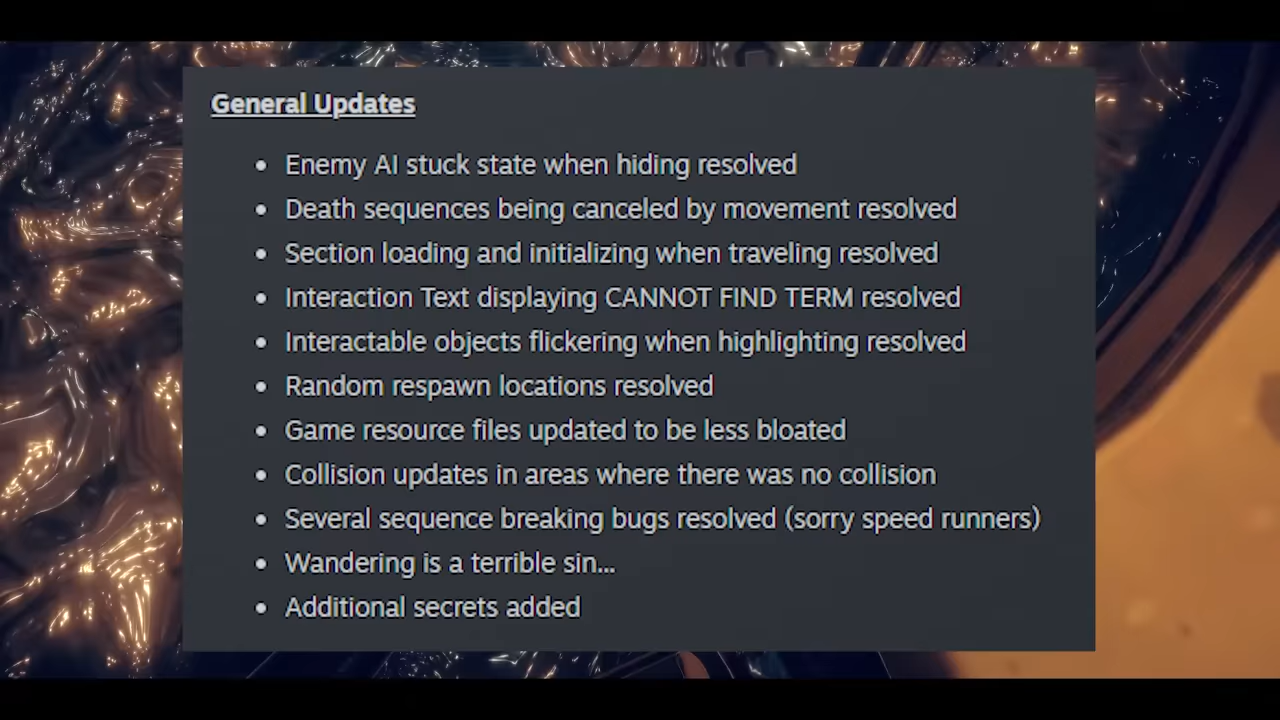 General Updates
Enemy AI stuck state when hiding resolved
Death sequences being canceled by movement resolved
Section loading and initializing when traveling resolved
Interaction Text displaying CANNOT FIND TERM resolved
Interactable objects flickering when highlighting resolved
Random respawn locations resolved
Game resource files updated to be less bloated
Collision updates in areas where there was no collision
Several sequence breaking bugs resolved (sorry speed runners)
Wandering is a terrible sin...
Additional secrets added